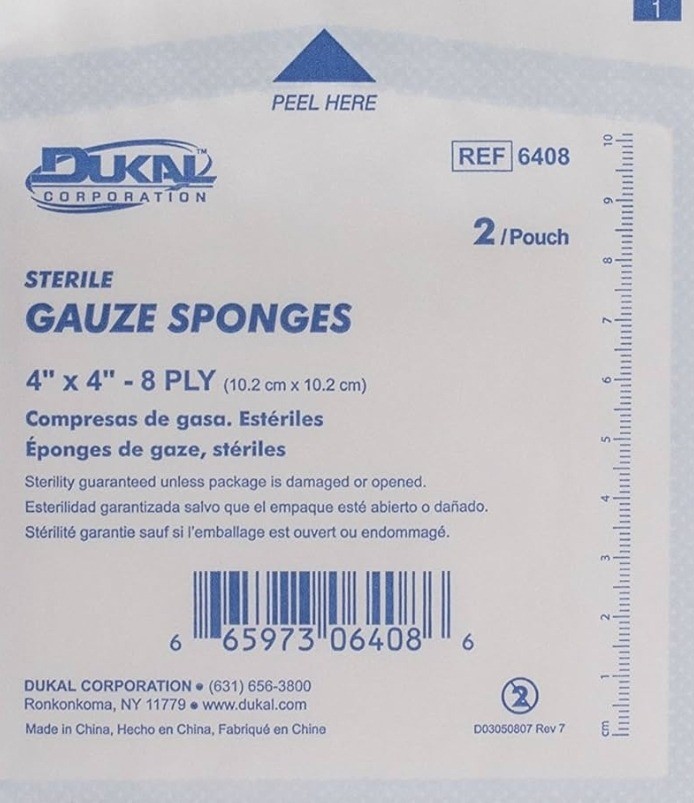 1
PEEL HERE
DUKAL™
CORPORATION
REF 6408
2 / Pouch
STERILE
GAUZE SPONGES
4" x 4" - 8 PLY (10.2 cm x 10.2 cm)
Compresas de gasa. Estériles
Éponges de gaze, stériles
Sterility guaranteed unless package is damaged or opened.
Esterilidad garantizada salvo que el empaque esté abierto o dañado.
Stérilité garantie sauf si l'emballage est ouvert ou endommagé.
6 65973 06408 6
DUKAL CORPORATION • (631) 656-3800
Ronkonkoma, NY 11779 • www.dukal.com
Made in China, Hecho en China, Fabriqué en Chine
2
D03050807 Rev 7
10
9
8
7
6
5
4
3
2
1
cm